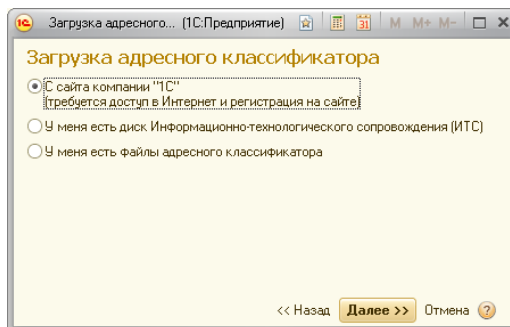 Загрузка адресного... (1С:Предприятие) 31 M M+ M-
Загрузка адресного классификатора
С сайта компании "1С"
(требуется доступ в Интернет и регистрация на сайте)
У меня есть диск Информационно-технологического сопровождения (ИТС)
У меня есть файлы адресного классификатора
<< Назад Далее >> Отмена ?